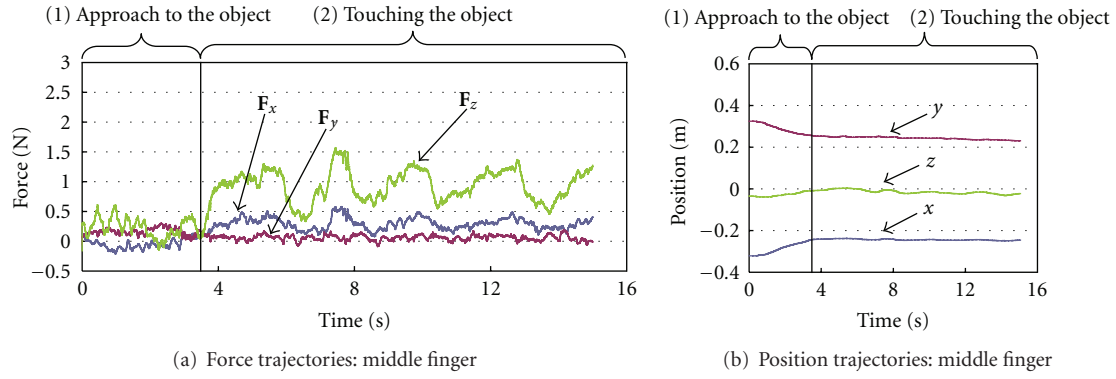 (1) Approach to the object
(2) Touching the object
3
2.5
2
1.5
1
0.5
0
−0.5
Force (N)
F_x
F_y
F_z
0
4
8
12
16
Time (s)
(a) Force trajectories: middle finger
(1) Approach to the object
(2) Touching the object
0.6
0.4
0.2
0
−0.2
−0.4
Position (m)
y
z
x
0
4
8
12
16
Time (s)
(b) Position trajectories: middle finger